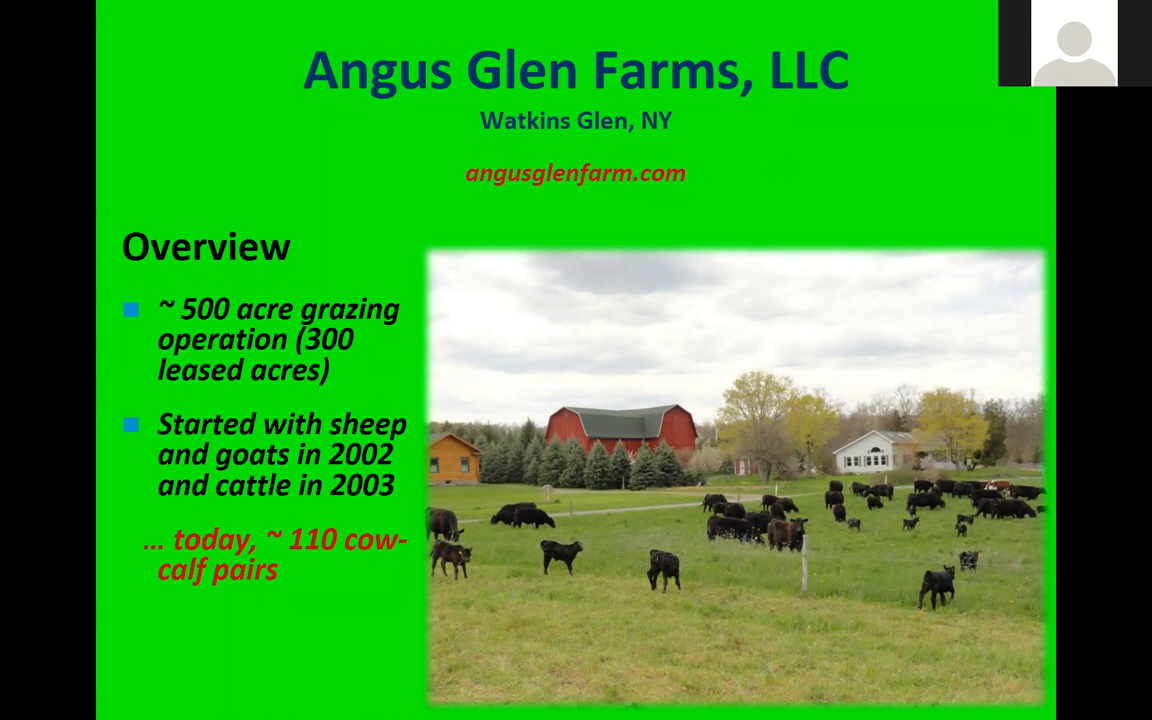 Angus Glen Farms, LLC
Watkins Glen, NY
angusglenfarm.com
Overview
~ 500 acre grazing
operation (300
leased acres)
Started with sheep
and goats in 2002
and cattle in 2003
... today, ~ 110 cow-
calf pairs